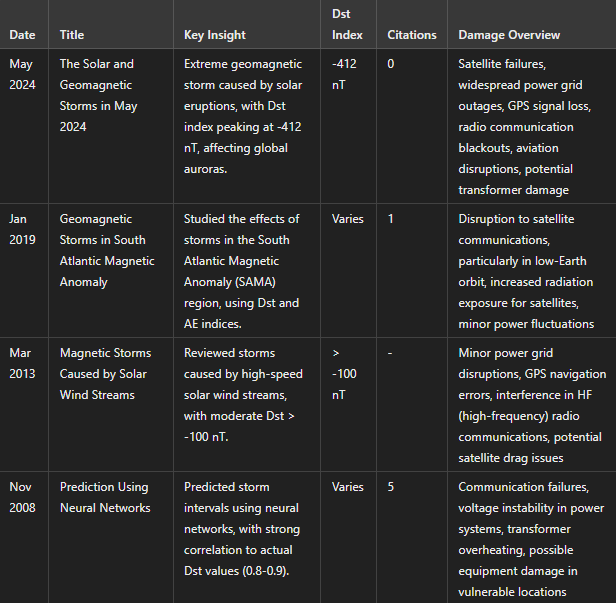 Date Title Key Insight Dst Index Citations Damage Overview
May 2024
The Solar and
Geomagnetic
Storms in May
2024
Extreme geomagnetic
storm caused by solar
eruptions, with Dst
index peaking at -412
nT, affecting global
auroras.
-412
nT
0
Satellite failures,
widespread power grid
outages, GPS signal loss,
radio communication
blackouts, aviation
disruptions, potential
transformer damage
Jan
2019
Geomagnetic
Storms in South
Atlantic Magnetic
Anomaly
Studied the effects of
storms in the South
Atlantic Magnetic
Anomaly (SAMA)
region, using Dst and
AE indices.
Varies
1
Disruption to satellite
communications,
particularly in low-Earth
orbit, increased radiation
exposure for satellites,
minor power fluctuations
Mar
2013
Magnetic Storms
Caused by Solar
Wind Streams
Reviewed storms
caused by high-speed
solar wind streams,
with moderate Dst >
-100 nT.
>
-100
nT
-
Minor power grid
disruptions, GPS navigation
errors, interference in HF
(high-frequency) radio
communications, potential
satellite drag issues
Nov
2008
Prediction Using
Neural Networks
Predicted storm
intervals using neural
networks, with strong
correlation to actual
Dst values (0.8-0.9).
Varies
5
Communication failures,
voltage instability in power
systems, transformer
overheating, possible
equipment damage in
vulnerable locations